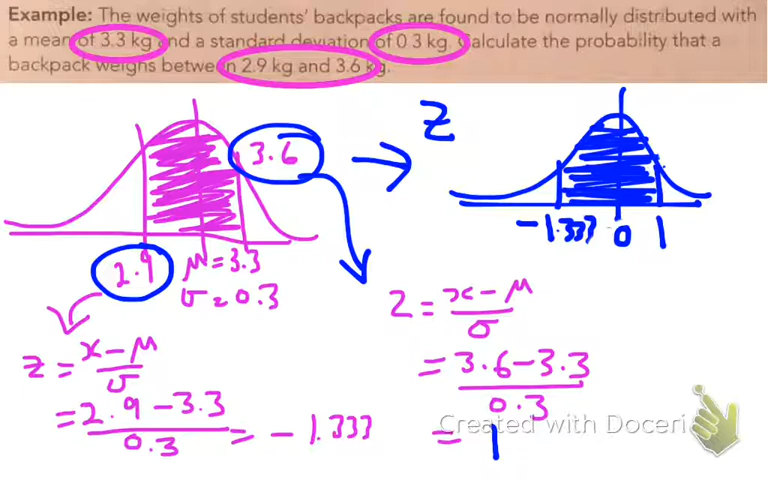 Example: The weights of students' backpacks are found to be normally distributed with
a mean of 3.3 kg and a standard deviation of 0.3 kg. Calculate the probability that a
backpack weighs between 2.9 kg and 3.6 kg.
3.6
Z
-1.333 0 1
2.9
μ = 3.3
σ = 0.3
z = x - μ / σ
= 2.9 - 3.3 / 0.3 = - 1.333
z = x - μ / σ
= 3.6 - 3.3 / 0.3
= 1
Created with Doceri